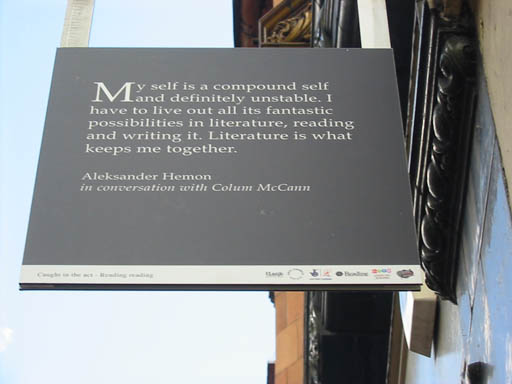 My self is a compound self
and definitely unstable. I
have to live out all its fantastic
possibilities in literature, reading
and writing it. Literature is what
keeps me together.
Aleksander Hemon
in conversation with Colum McCann
Caught in the act - Reading reading